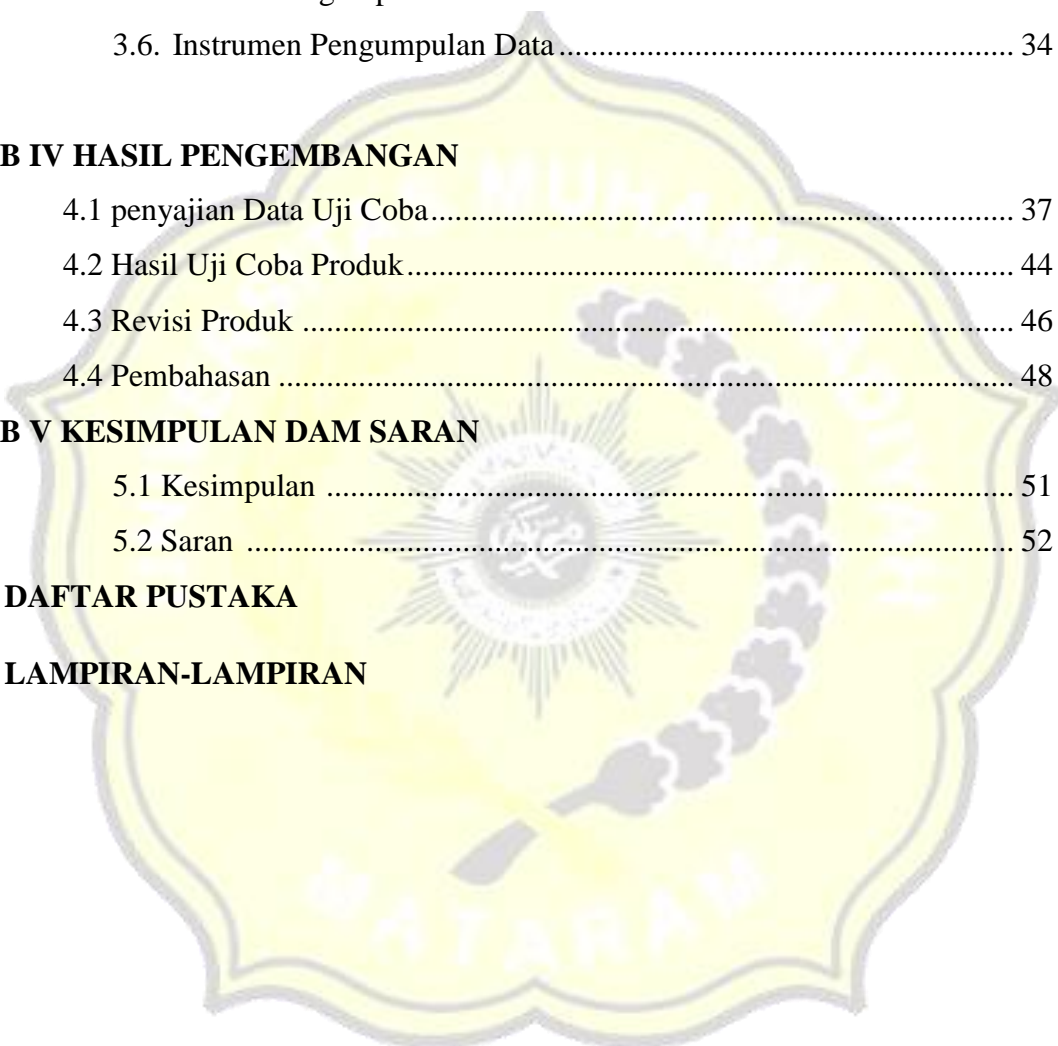 3.6. Instrumen Pengumpulan Data ........................................................ 34
B IV HASIL PENGEMBANGAN
4.1 penyajian Data Uji Coba ........................................................................ 37
4.2 Hasil Uji Coba Produk ........................................................................... 44
4.3 Revisi Produk ........................................................................................ 46
4.4 Pembahasan ........................................................................................... 48
B V KESIMPULAN DAM SARAN
5.1 Kesimpulan ..................................................................................... 51
5.2 Saran ............................................................................................... 52
DAFTAR PUSTAKA
LAMPIRAN-LAMPIRAN
MUHAMMADIYAH
MATARAM